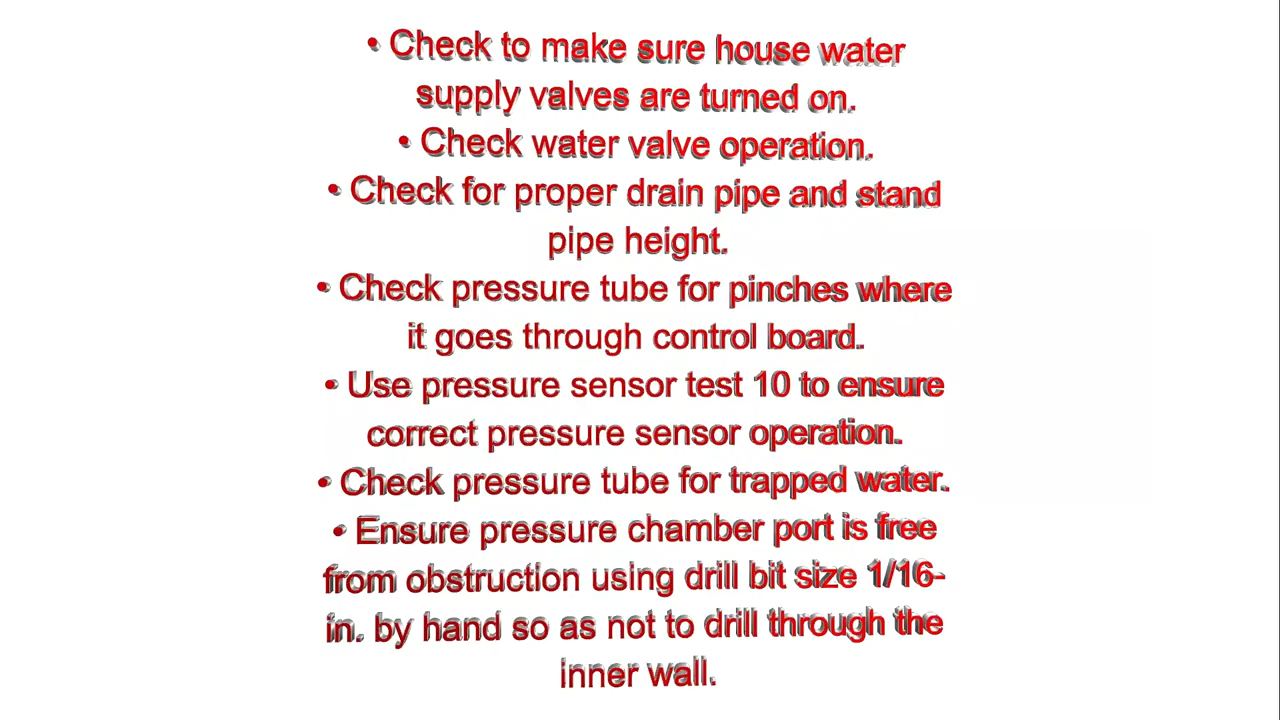 • Check to make sure house water
supply valves are turned on.
• Check water valve operation.
• Check for proper drain pipe and stand
pipe height.
• Check pressure tube for pinches where
it goes through control board.
• Use pressure sensor test 10 to ensure
correct pressure sensor operation.
• Check pressure tube for trapped water.
• Ensure pressure chamber port is free
from obstruction using drill bit size 1/16-
in. by hand so as not to drill through the
inner wall.